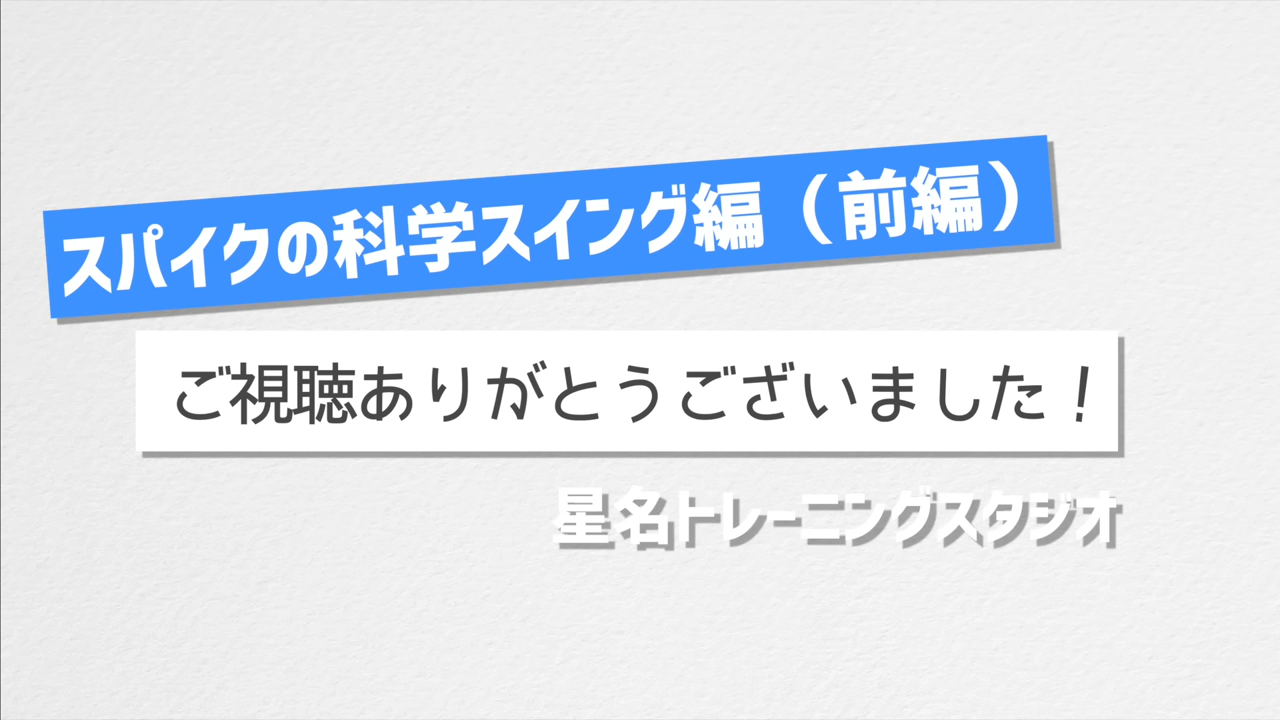 スパイクの科学スイング編（前編）
ご視聴ありがとうございました！
星名トレーニングスタジオ